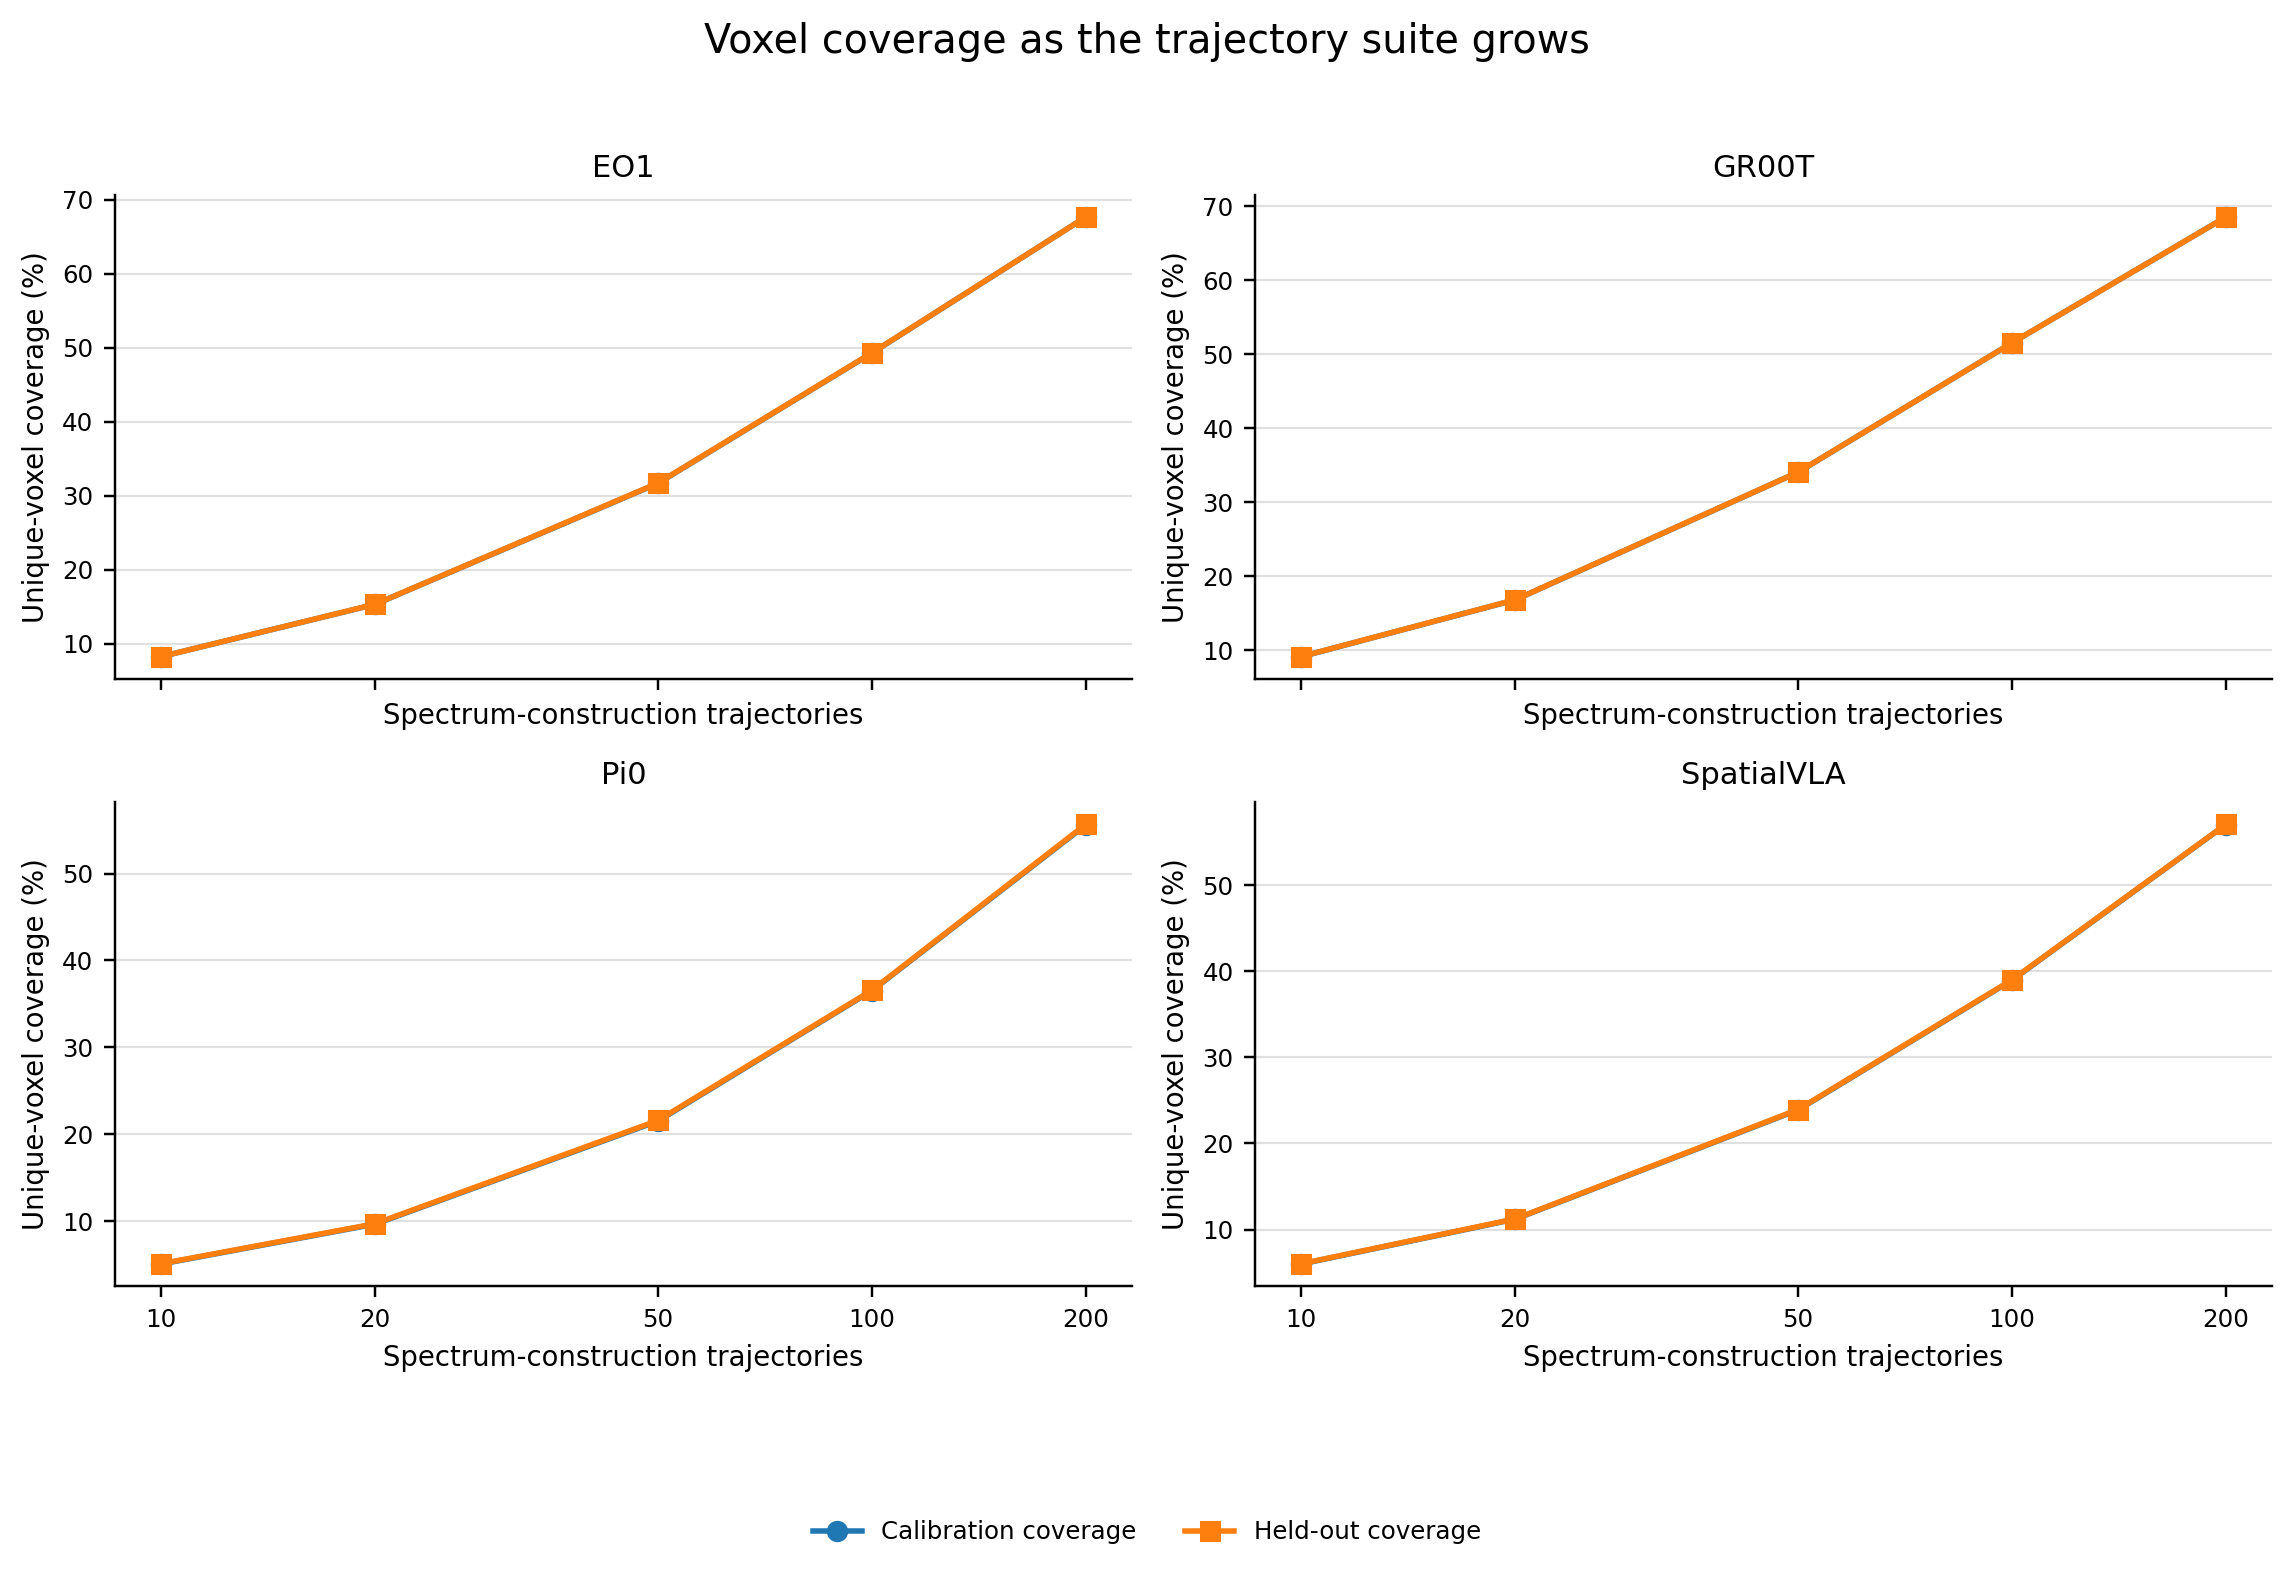 Voxel coverage as the trajectory suite grows
EO1
70
60
50
40
30
20
10
Unique-voxel coverage (%)
Spectrum-construction trajectories
GR00T
70
60
50
40
30
20
10
Unique-voxel coverage (%)
Spectrum-construction trajectories
Pi0
50
40
30
20
10
Unique-voxel coverage (%)
10 20 50 100 200
Spectrum-construction trajectories
SpatialVLA
50
40
30
20
10
Unique-voxel coverage (%)
10 20 50 100 200
Spectrum-construction trajectories
Calibration coverage Held-out coverage